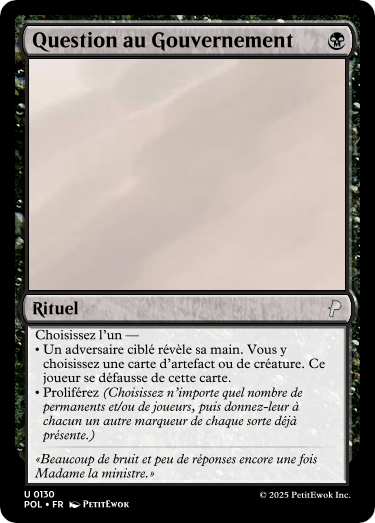 Question au Gouvernement
Rituel
Choisissez l'un —
• Un adversaire ciblé révèle sa main. Vous y
choisissez une carte d'artefact ou de créature. Ce
joueur se défausse de cette carte.
• Proliférez (Choisissez n'importe quel nombre de
permanents et/ou de joueurs, puis donnez-leur à
chacun un autre marqueur de chaque sorte déjà
présente.)
«Beaucoup de bruit et peu de réponses encore une fois
Madame la ministre.»
U 0130
POL • FR PetitEwok
© 2025 PetitEwok Inc.